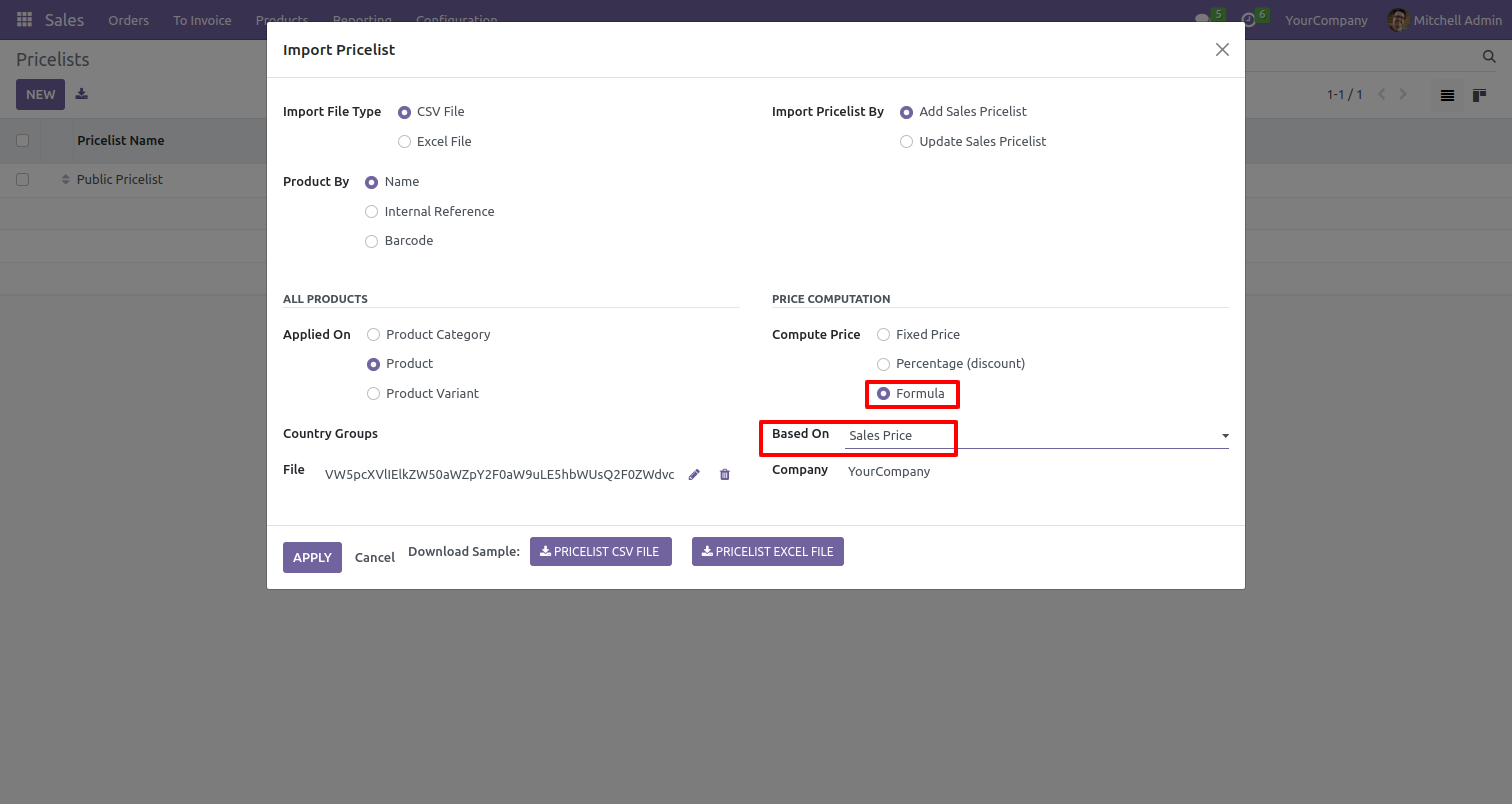 Sales Orders To Invoice Products Reporting Configuration 5 6 YourCompany Mitchell Admin
Pricelists
NEW
1-1 / 1
Pricelist Name
Public Pricelist
Import Pricelist
Import File Type CSV File
Excel File
Import Pricelist By Add Sales Pricelist
Update Sales Pricelist
Product By Name
Internal Reference
Barcode
ALL PRODUCTS
Applied On Product Category
Product
Product Variant
Country Groups
File VW5pcXVlIElkZW50aWZpY2F0aW9uLE5hbWUsQ2F0ZWdvc
PRICE COMPUTATION
Compute Price Fixed Price
Percentage (discount)
Formula
Based On Sales Price
Company YourCompany
APPLY Cancel Download Sample: PRICELIST CSV FILE PRICELIST EXCEL FILE